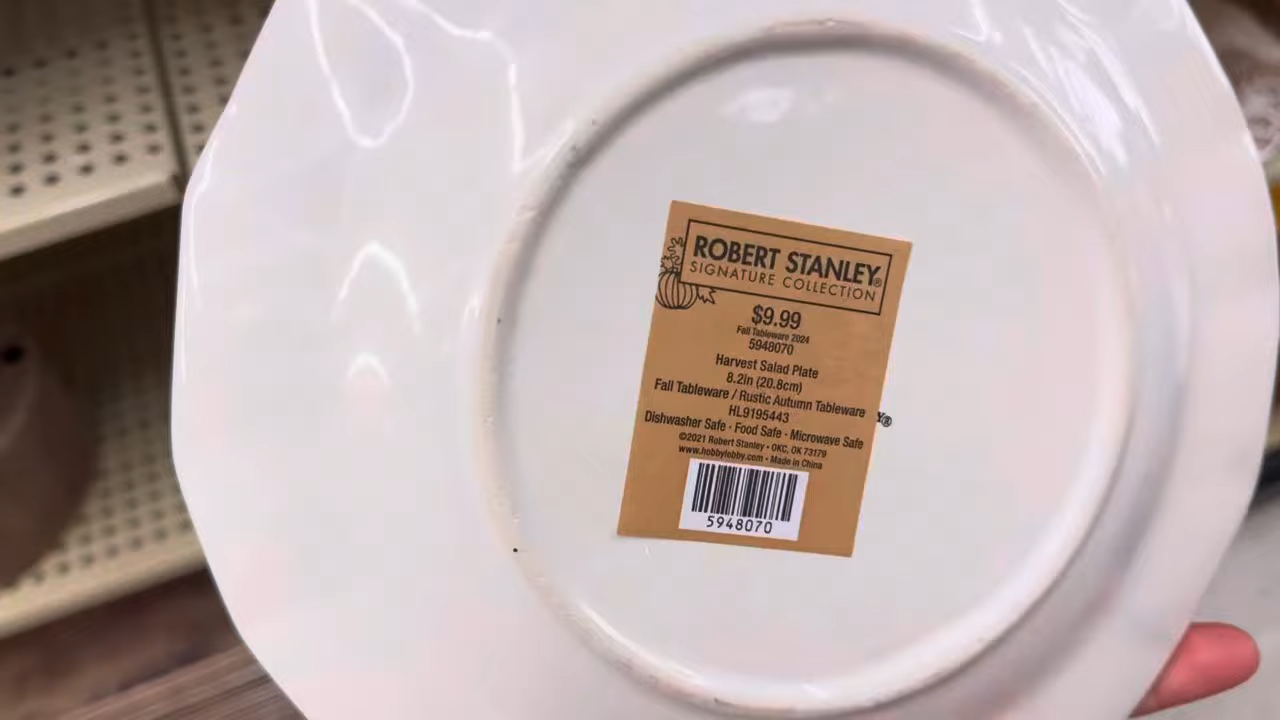 ROBERT STANLEY®
SIGNATURE COLLECTION
$9.99
Fall Tableware 2024
5948070
Harvest Salad Plate
8.2in (20.8cm)
Fall Tableware / Rustic Autumn Tableware
HL9195443
Dishwasher Safe · Food Safe · Microwave Safe
©2021 Robert Stanley • OKC, OK 73179
www.hobbylobby.com • Made in China
5948070
Y®